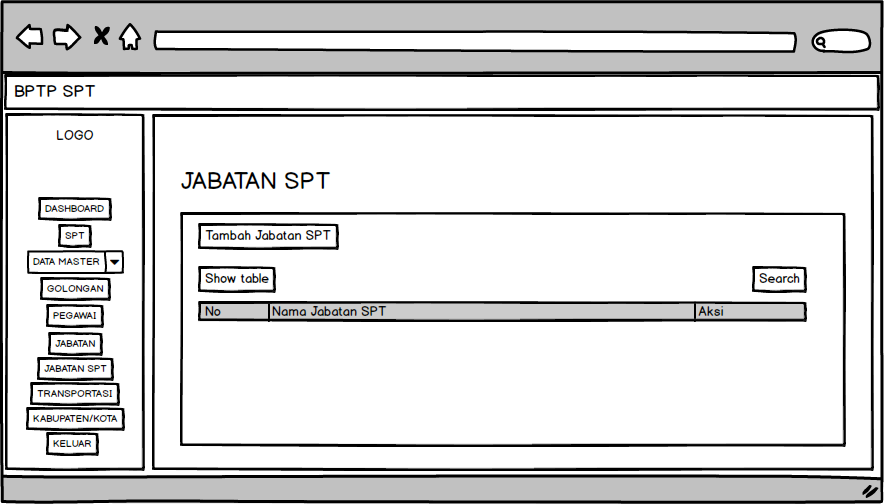 BPTP SPT
LOGO
DASHBOARD
SPT
DATA MASTER
GOLONGAN
PEGAWAI
JABATAN
JABATAN SPT
TRANSPORTASI
KABUPATEN/KOTA
KELUAR
JABATAN SPT
Tambah Jabatan SPT
Show table Search
No Nama Jabatan SPT Aksi